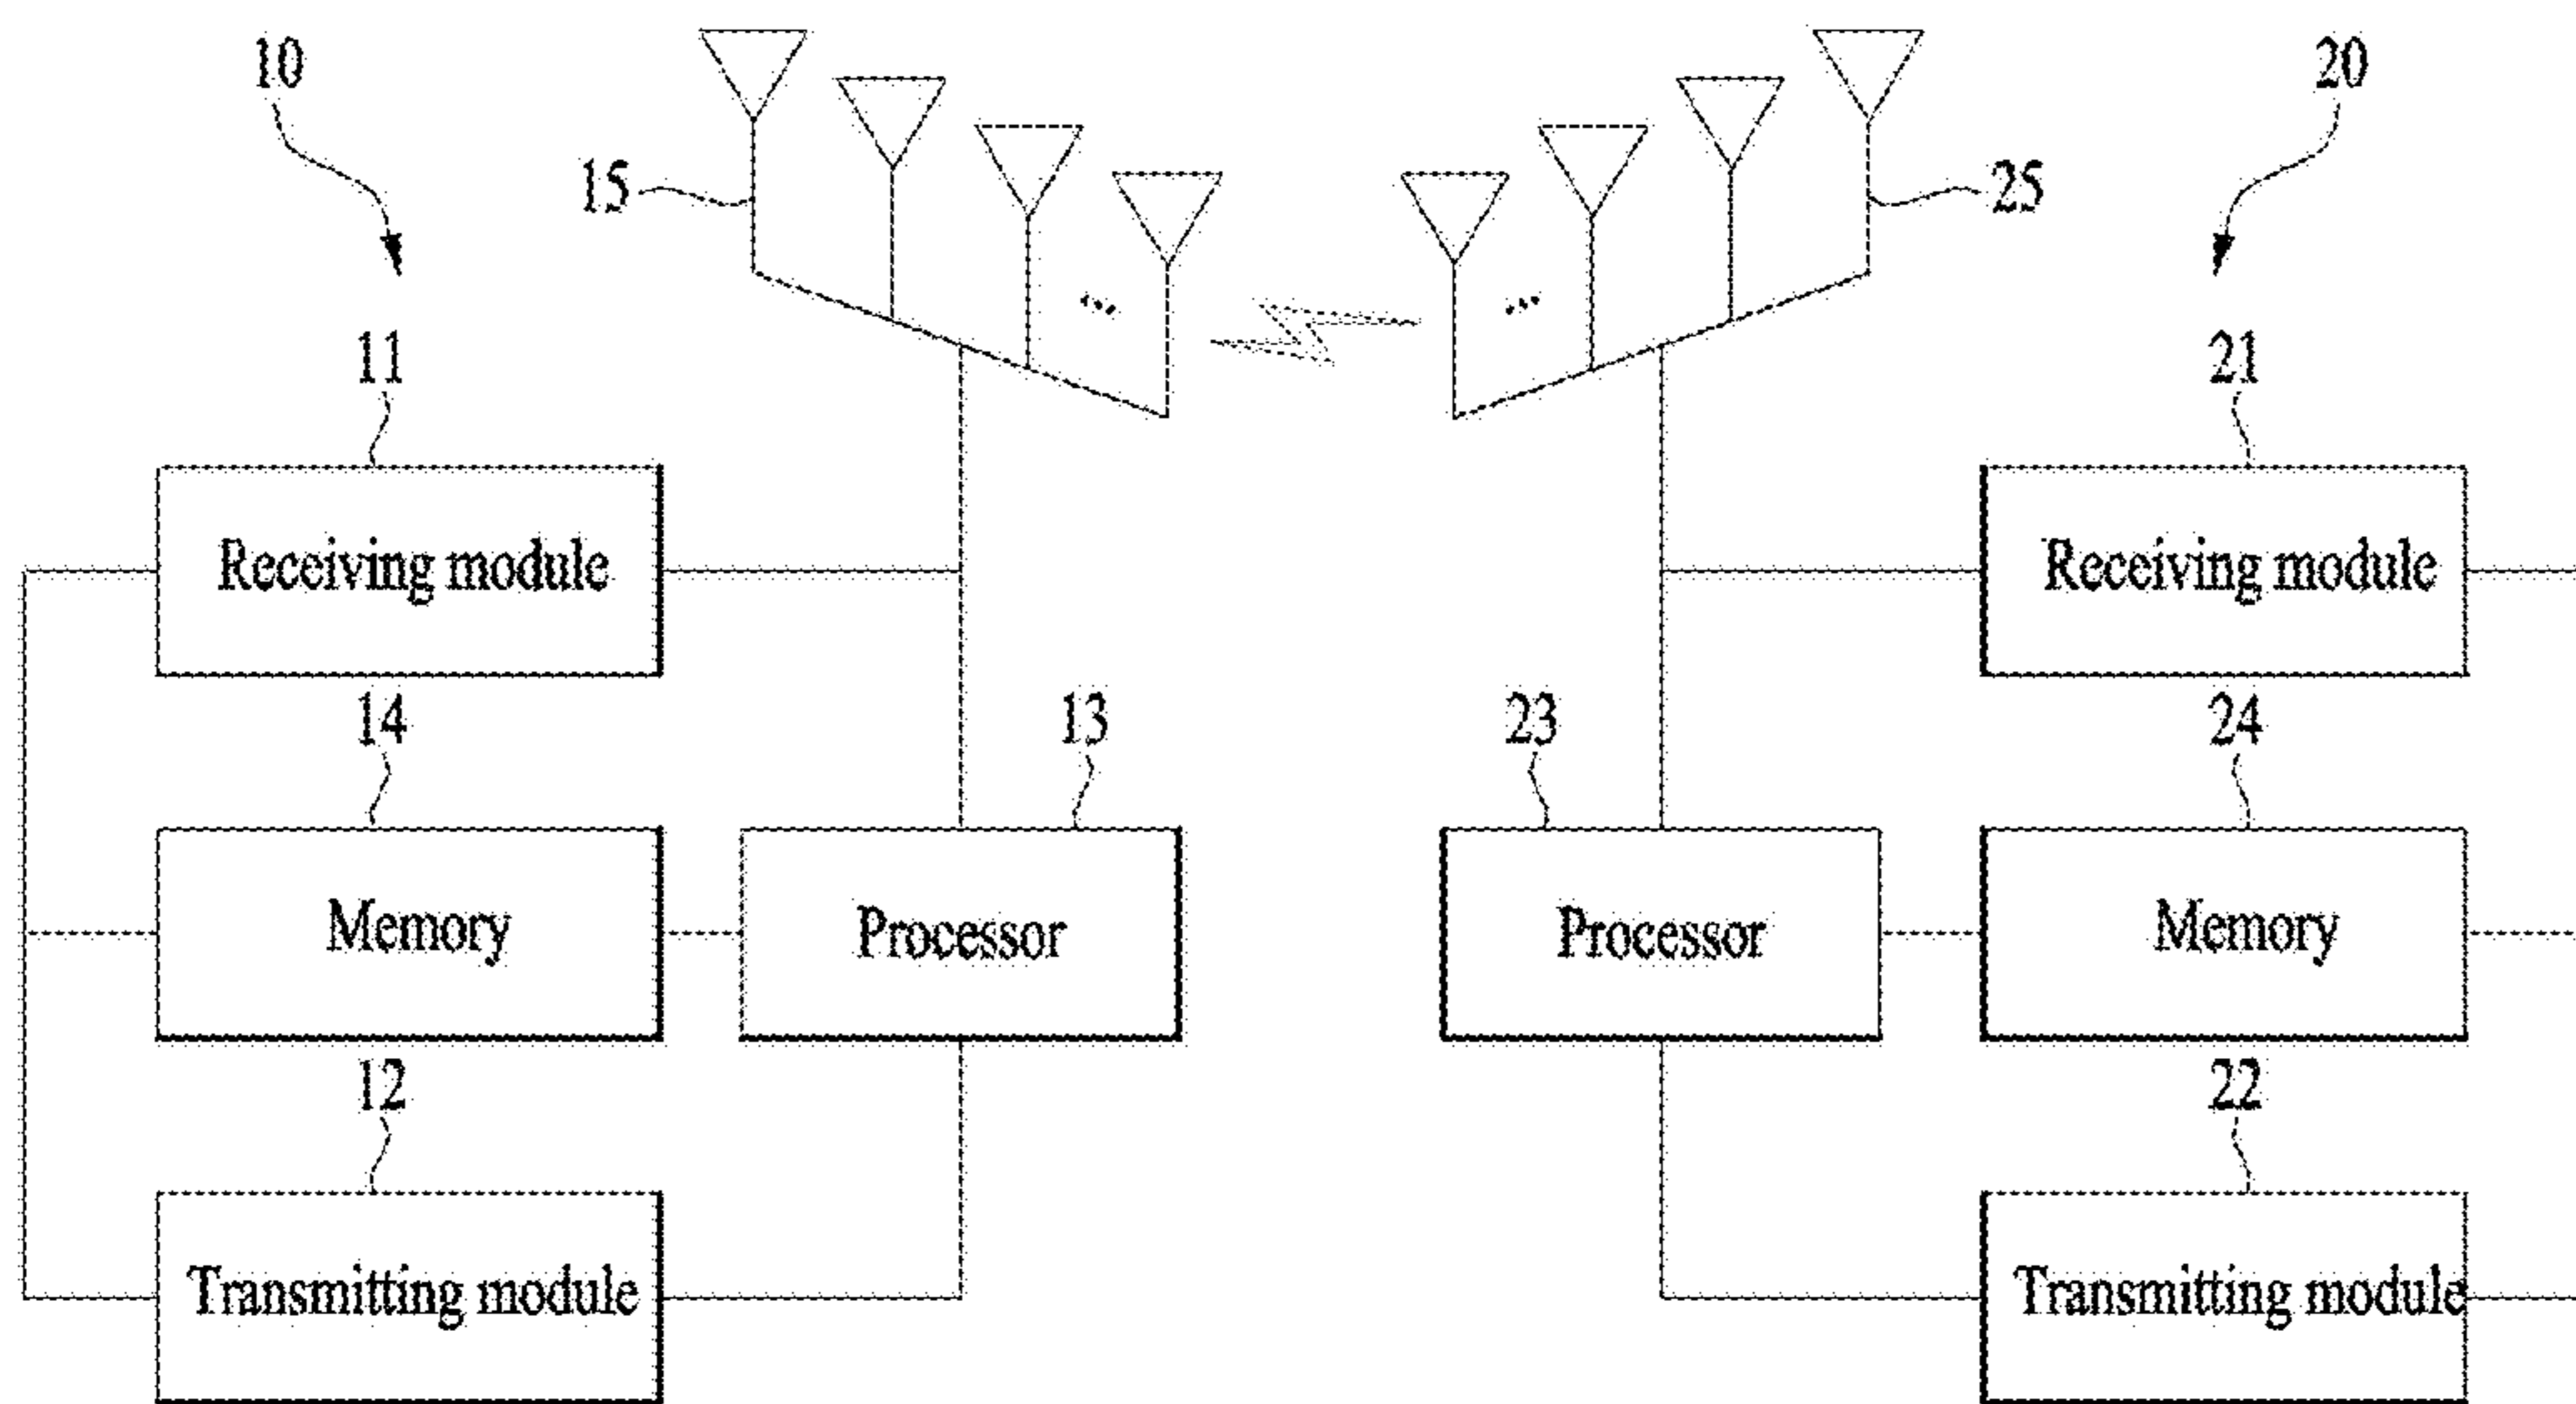 10
20
15
25
11
21
Receiving module
Receiving module
14
13
23
24
Memory
Processor
Processor
Memory
12
22
Transmitting module
Transmitting module